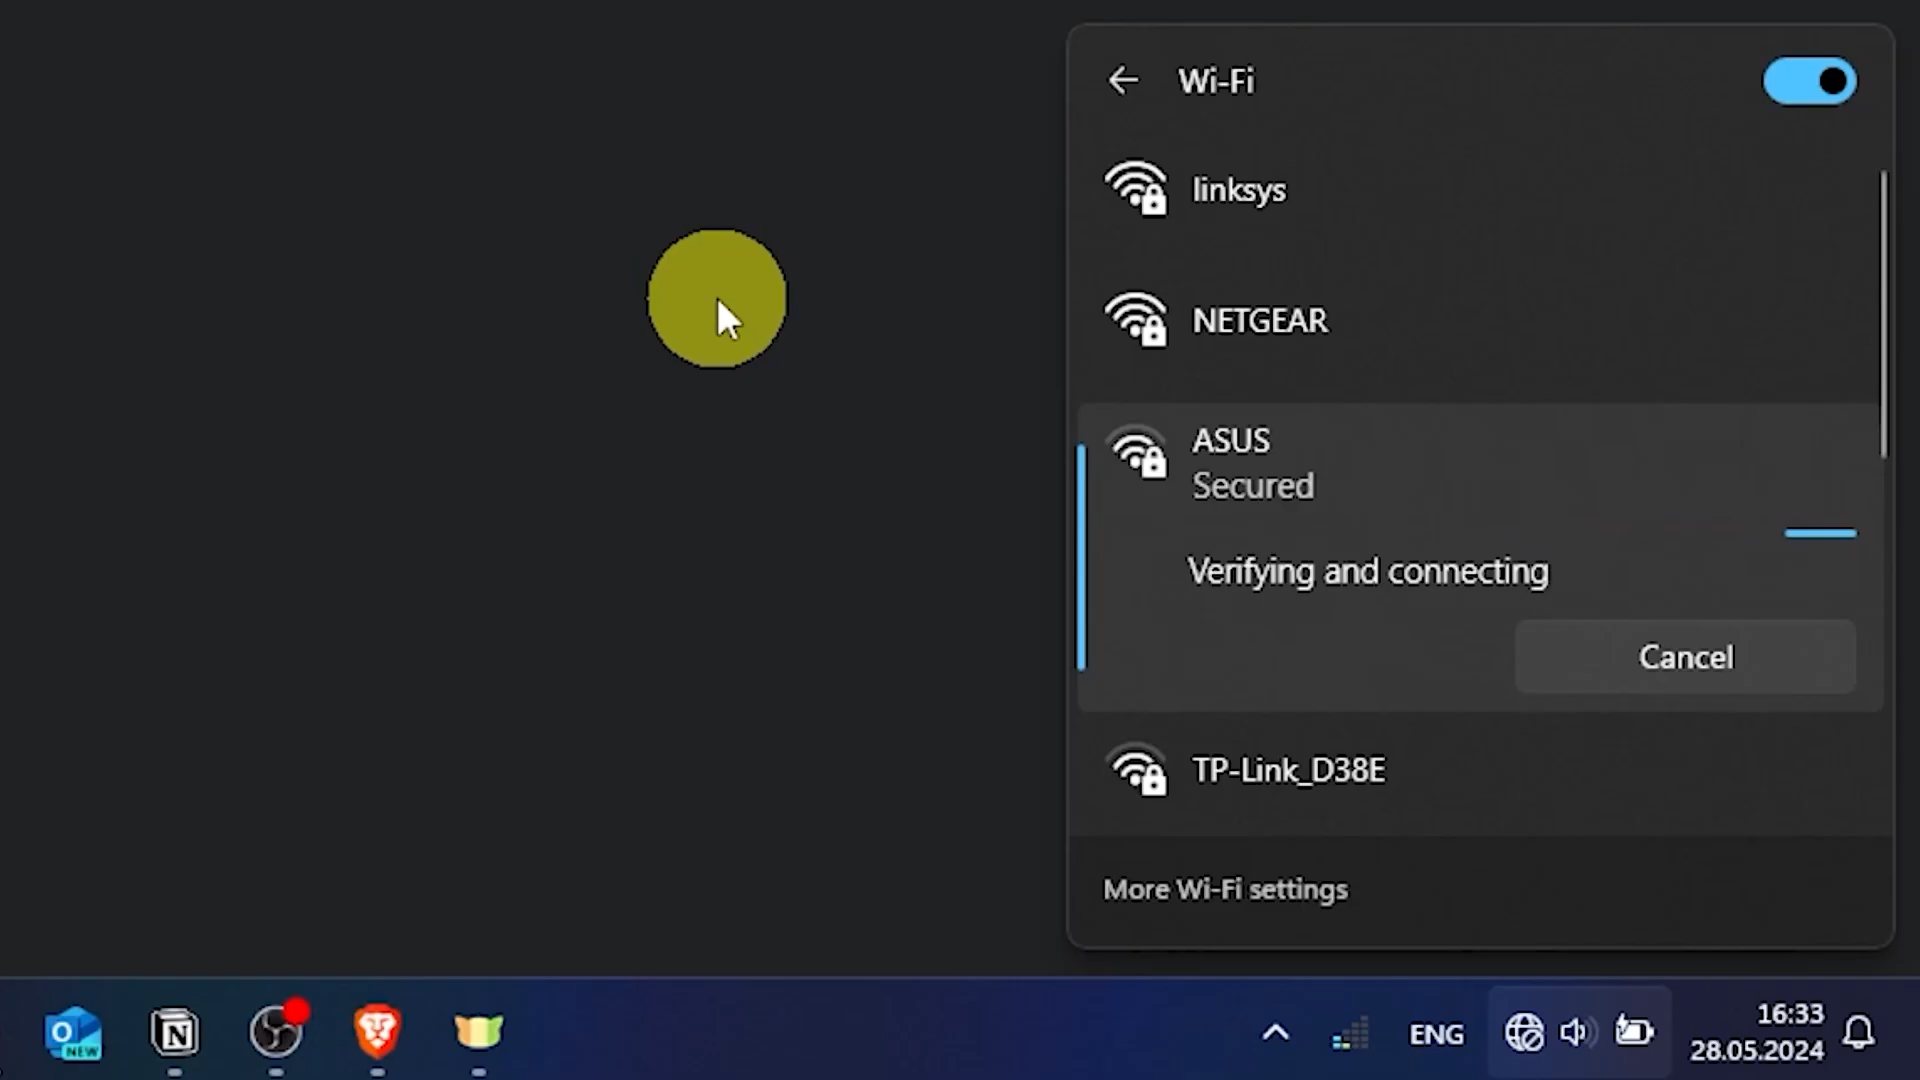 Wi-Fi
linksys
NETGEAR
ASUS
Secured
Verifying and connecting
Cancel
TP-Link_D38E
More Wi-Fi settings
O
NEW
N
ENG
16:33
28.05.2024